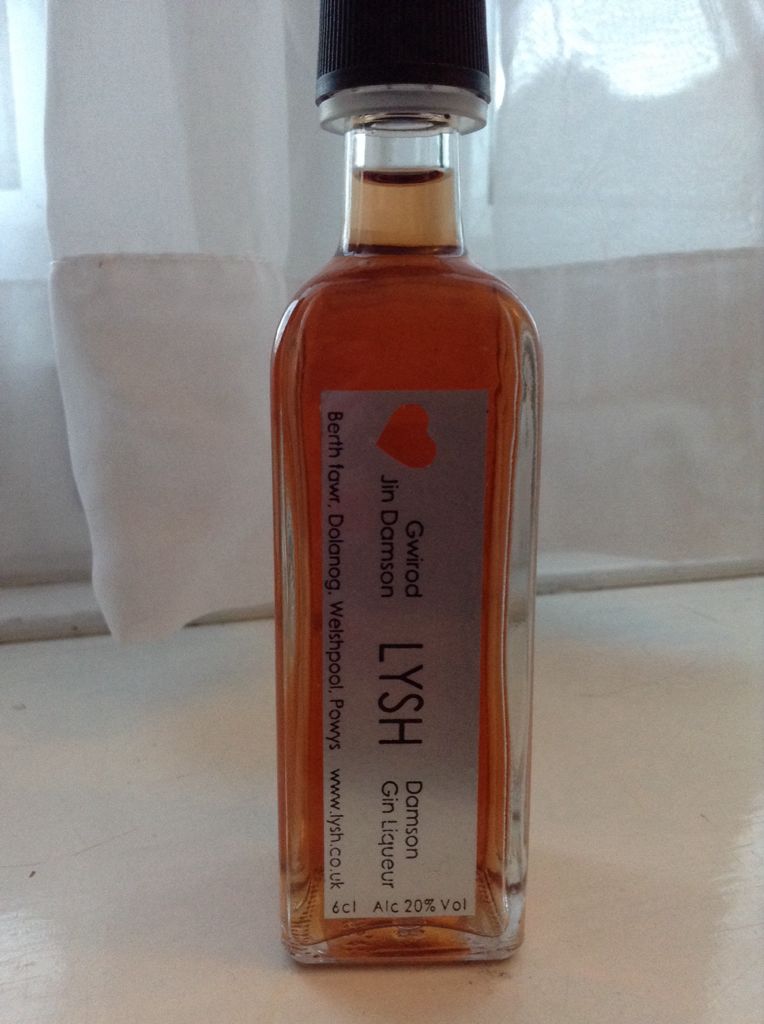 Gwirod
Jin Damson
LYSH
Damson
Gin Liqueur
Berth fawr, Dolanog, Welshpool, Powys www.lysh.co.uk
6cl Alc 20% Vol